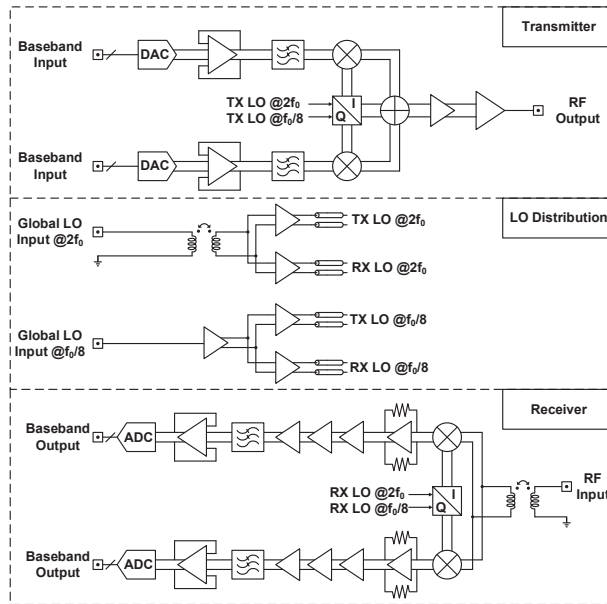 Transmitter
Baseband
Input
DAC
TX LO @2f₀
TX LO @f₀/8
I
Q
RF
Output
Baseband
Input
DAC
LO Distribution
Global LO
Input @2f₀
TX LO @2f₀
RX LO @2f₀
Global LO
Input @f₀/8
TX LO @f₀/8
RX LO @f₀/8
Receiver
Baseband
Output
ADC
RX LO @2f₀
RX LO @f₀/8
I
Q
RF
Input
Baseband
Output
ADC